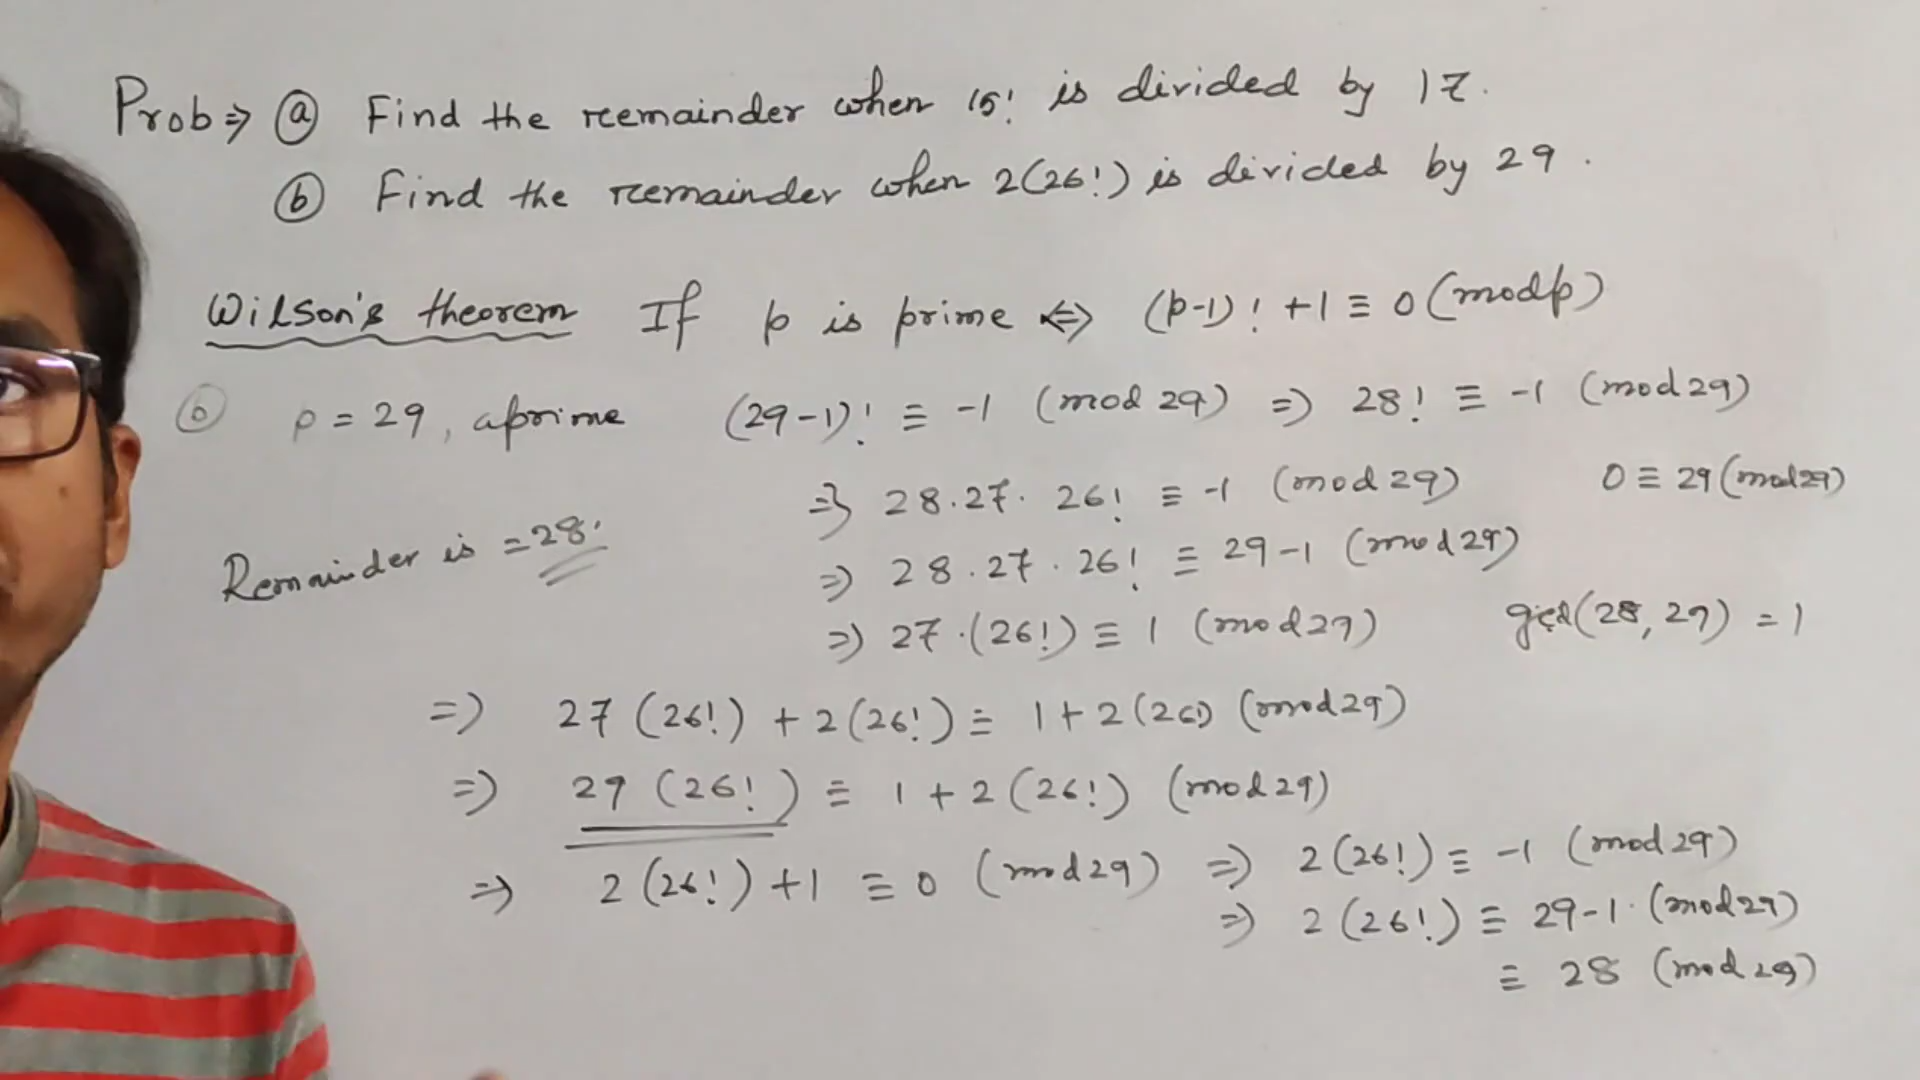 Prob ⇒ (a) Find the remainder when 15! is divided by 17.
(b) Find the remainder when 2(26!) is divided by 29.
Wilson's theorem If p is prime ⇔ (p-1)! +1 ≡ 0 (mod p)
(b) p = 29, a prime (29-1)! ≡ -1 (mod 29) ⇒ 28! ≡ -1 (mod 29)
⇒ 28.27. 26! ≡ -1 (mod 29) 0 ≡ 29 (mod 29)
Remainder is = 28.
⇒ 28.27.26! ≡ 29-1 (mod 29)
⇒ 27.(26!) ≡ 1 (mod 29) gcd(28, 29) = 1
⇒ 27 (26!) + 2(26!) ≡ 1+2(26!) (mod 29)
⇒ 29 (26!) ≡ 1 + 2(26!) (mod 29)
⇒ 2(26!) +1 ≡ 0 (mod 29) ⇒ 2(26!) ≡ -1 (mod 29)
⇒ 2(26!) ≡ 29-1. (mod 29)
≡ 28 (mod 29)